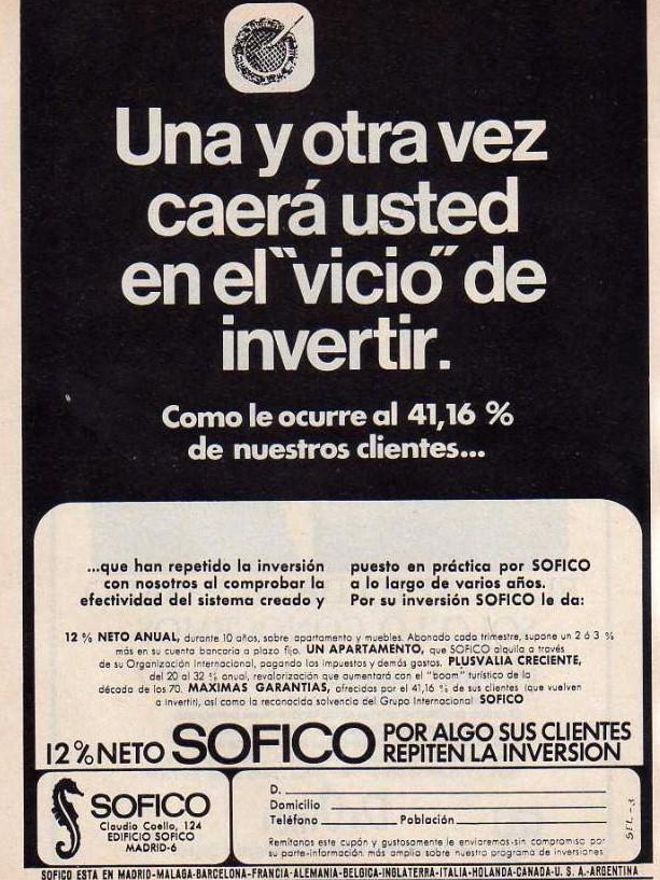 Una y otra vez
caerá usted
en el "vicio" de
invertir.
Como le ocurre al 41,16 %
de nuestros clientes...
...que han repetido la inversión
con nosotros al comprobar la
efectividad del sistema creado y
puesto en práctica por SOFICO
a lo largo de varios años.
Por su inversión SOFICO le da:
12 % NETO ANUAL, durante 10 años, sobre apartamento y muebles. Abonado cada trimestre, supone un 2 ó 3 %
más en su cuenta bancaria a plazo fijo. UN APARTAMENTO, que SOFICO alquila a través
de su Organización Internacional, pagando los impuestos y demás gastos. PLUSVALIA CRECIENTE,
del 20 al 32 % anual, revalorización que aumentará con el "boom" turístico de la
década de los 70. MAXIMAS GARANTIAS, ofrecidas por el 41,16 % de sus clientes (que vuelven
a invertir), así como la reconocida solvencia del Grupo Internacional SOFICO
12% NETO SOFICO POR ALGO SUS CLIENTES
REPITEN LA INVERSION
SOFICO
Claudio Coello, 124
EDIFICIO SOFICO
MADRID-6
D.
Domicilio
Teléfono Población
Remítanos este cupón y gustosamente le enviaremos-sin compromiso por
su parte-información más amplia sobre nuestro programa de inversiones
SEL-3
SOFICO ESTA EN MADRID-MALAGA-BARCELONA-FRANCIA-ALEMANIA-BELGICA-INGLATERRA-ITALIA-HOLANDA-CANADA-U. S. A.-ARGENTINA